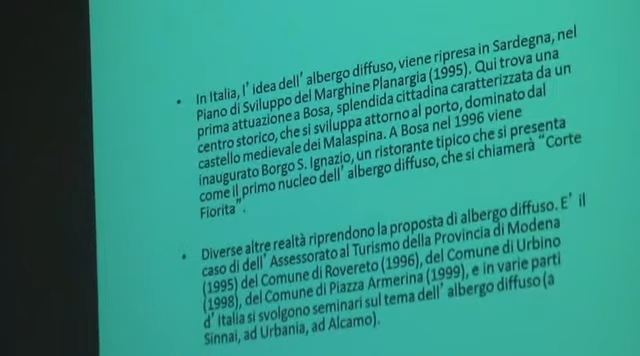 • In Italia, l' idea dell' albergo diffuso, viene ripresa in Sardegna, nel
Piano di Sviluppo del Marghine Planargia (1995). Qui trova una
prima attuazione a Bosa, splendida cittadina caratterizzata da un
centro storico, che si sviluppa attorno al porto, dominato dal
castello medievale dei Malaspina. A Bosa nel 1996 viene
inaugurato Borgo S. Ignazio, un ristorante tipico che si presenta
come il primo nucleo dell' albergo diffuso, che si chiamerà "Corte
Fiorita".
• Diverse altre realtà riprendono la proposta di albergo diffuso. E' il
caso di dell' Assessorato al Turismo della Provincia di Modena
(1995) del Comune di Rovereto (1996), del Comune di Urbino
(1998), del Comune di Piazza Armerina (1999), e in varie parti
d' Italia si svolgono seminari sul tema dell' albergo diffuso (a
Sinnai, ad Urbania, ad Alcamo).